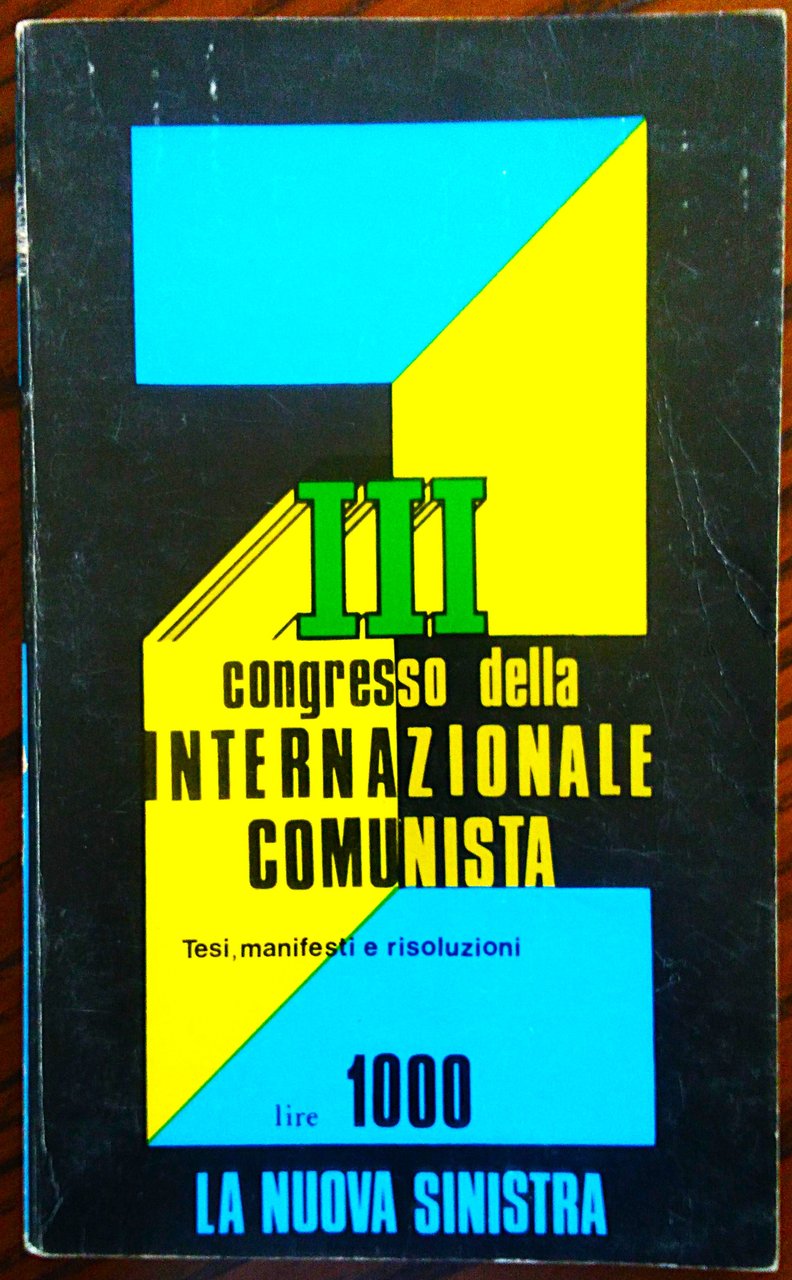 III
congresso della
INTERNAZIONALE
COMUNISTA
Tesi, manifesti e risoluzioni
lire 1000
LA NUOVA SINISTRA